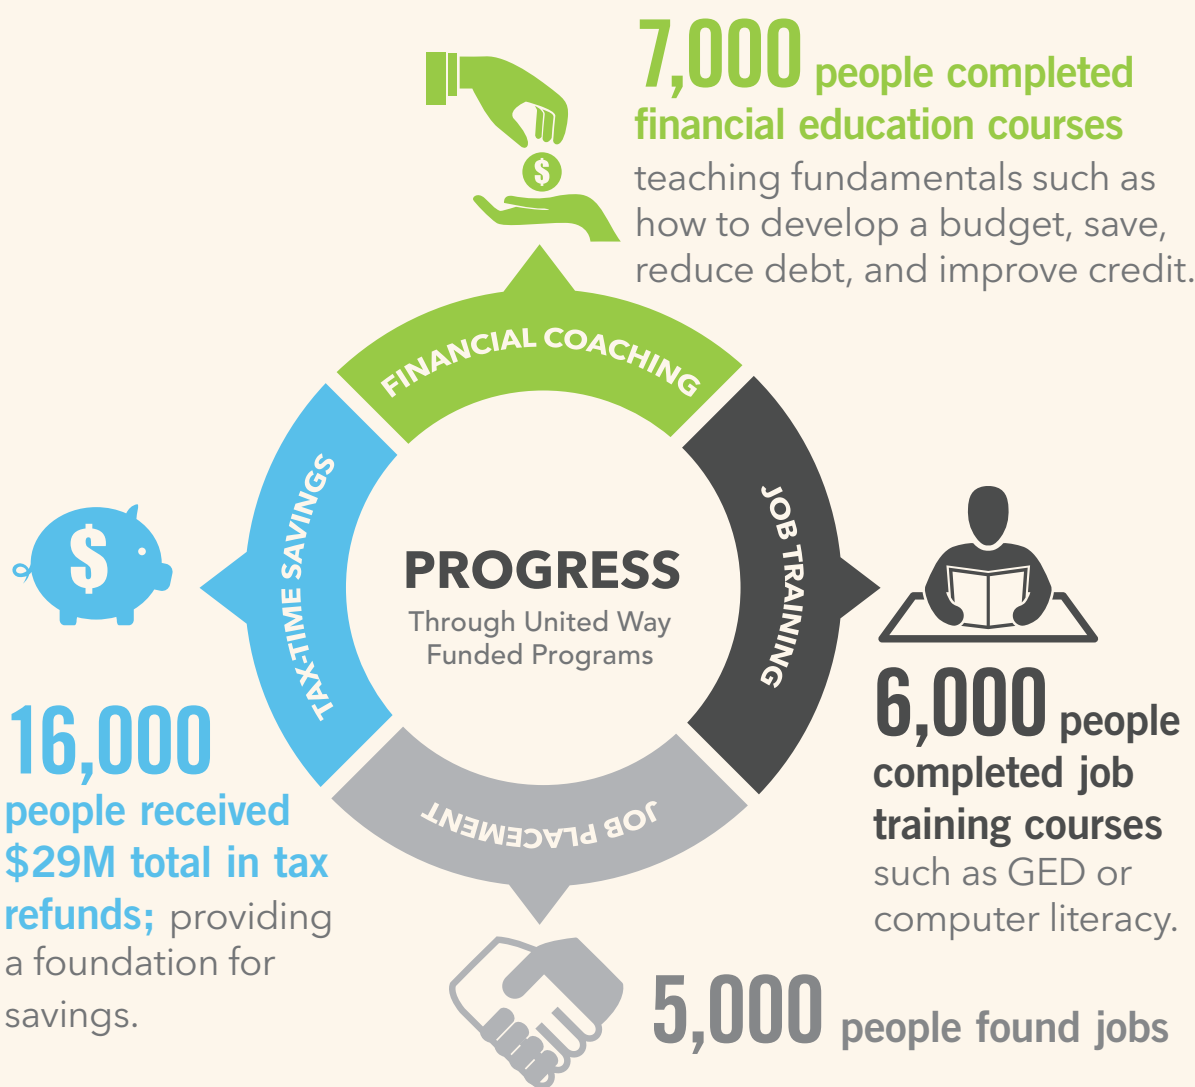 7,000 people completed
financial education courses
teaching fundamentals such as
how to develop a budget, save,
reduce debt, and improve credit.
$
FINANCIAL COACHING
JOB TRAINING
JOB PLACEMENT
TAX-TIME SAVINGS
PROGRESS
Through United Way
Funded Programs
6,000 people
completed job
training courses
such as GED or
computer literacy.
5,000 people found jobs
$
16,000
people received
$29M total in tax
refunds; providing
a foundation for
savings.